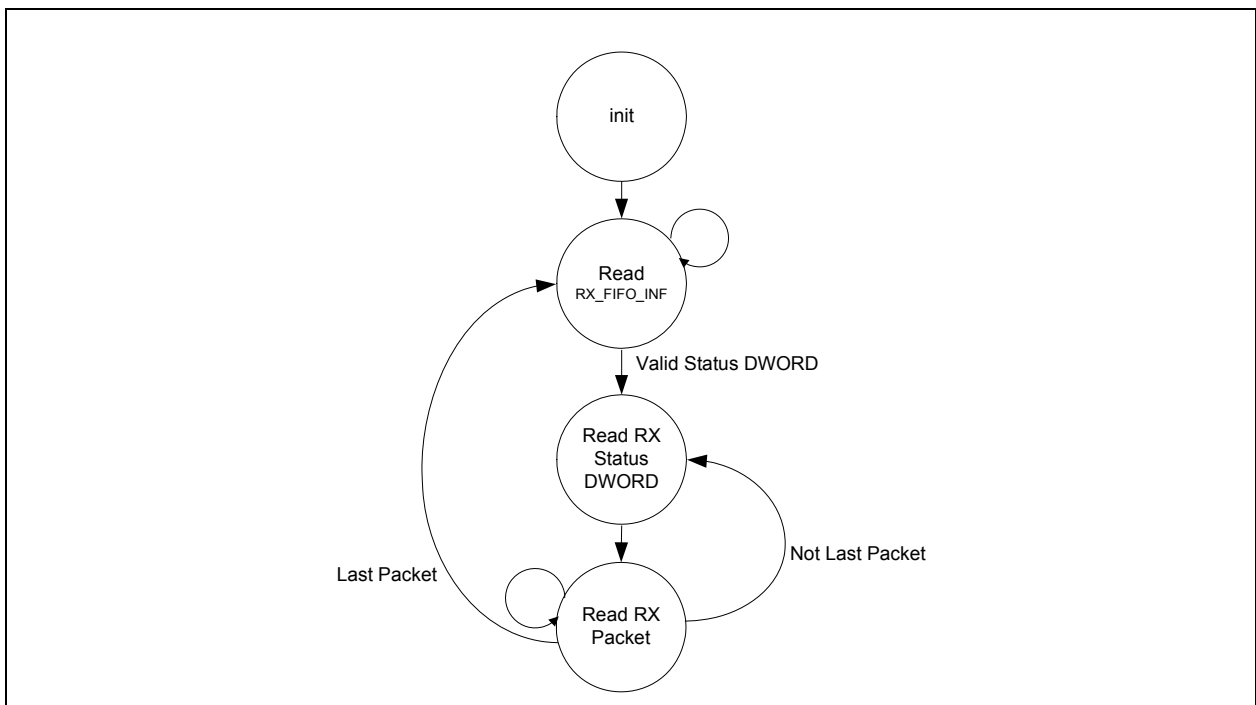 init
Read
RX_FIFO_INF
Valid Status DWORD
Read RX
Status
DWORD
Not Last Packet
Last Packet
Read RX
Packet